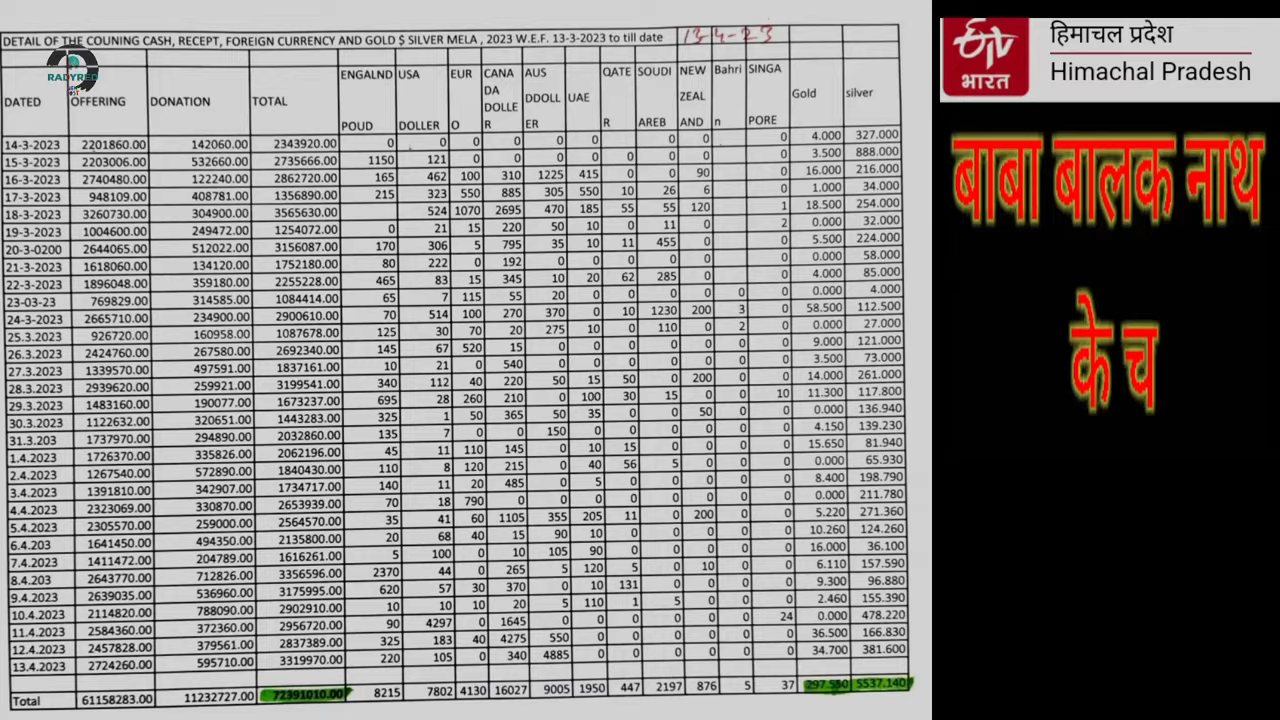 DETAIL OF THE COUNING CASH, RECEPT, FOREIGN CURRENCY AND GOLD $ SILVER MELA , 2023 W.E.F. 13-3-2023 to till date 13-4-23
RADYRED
DATED OFFERING DONATION TOTAL ENGALND POUD USA DOLLER EURO CANADA DOLLER AUS DDOLLER UAE QATER SOUDI AREB NEW ZEALAND Bahrin SINGAPORE Gold silver
14-3-2023 2201860.00 142060.00 2343920.00 0 0 0 0 0 0 0 0 0 4.000 327.000
15-3-2023 2203006.00 532660.00 2735666.00 1150 121 0 0 0 0 0 0 0 0 3.500 888.000
16-3-2023 2740480.00 122240.00 2862720.00 165 462 100 310 1225 415 0 0 90 0 16.000 216.000
17-3-2023 948109.00 408781.00 1356890.00 215 323 550 885 305 550 10 26 6 0 1.000 34.000
18-3-2023 3260730.00 304900.00 3565630.00 524 1070 2695 470 185 55 55 120 1 18.500 254.000
19-3-2023 1004600.00 249472.00 1254072.00 0 21 15 220 50 10 0 11 0 2 0.000 32.000
20-3-0200 2644065.00 512022.00 3156087.00 170 306 5 795 35 10 11 455 0 0 5.500 224.000
21-3-2023 1618060.00 134120.00 1752180.00 80 222 0 192 0 0 0 0 0 0 0.000 58.000
22-3-2023 1896048.00 359180.00 2255228.00 465 83 15 345 10 20 62 285 0 0 4.000 85.000
23-03-23 769829.00 314585.00 1084414.00 65 7 115 55 20 0 0 0 0 0 0 0.000 4.000
24-3-2023 2665710.00 234900.00 2900610.00 70 514 100 270 370 0 10 1230 200 3 0 58.500 112.500
25.3.2023 926720.00 160958.00 1087678.00 125 30 70 20 275 10 0 110 0 2 0 0.000 27.000
26.3.2023 2424760.00 267580.00 2692340.00 145 67 520 15 0 0 0 0 0 0 0 9.000 121.000
27.3.2023 1339570.00 497591.00 1837161.00 10 21 0 540 0 0 0 0 0 0 0 3.500 73.000
28.3.2023 2939620.00 259921.00 3199541.00 340 112 40 220 50 15 50 0 200 0 0 14.000 261.000
29.3.2023 1483160.00 190077.00 1673237.00 695 28 260 210 0 100 30 15 0 0 10 11.300 117.800
30.3.2023 1122632.00 320651.00 1443283.00 325 1 50 365 50 35 0 0 50 0 0 0.000 136.940
31.3.203 1737970.00 294890.00 2032860.00 135 7 0 0 150 0 0 0 0 0 0 4.150 139.230
1.4.2023 1726370.00 335826.00 2062196.00 45 11 110 145 0 10 15 0 0 0 0 15.650 81.940
2.4.2023 1267540.00 572890.00 1840430.00 110 8 120 215 0 40 56 5 0 0 0 0.000 65.930
3.4.2023 1391810.00 342907.00 1734717.00 140 11 20 485 0 5 0 0 0 0 0 8.400 198.790
4.4.2023 2323069.00 330870.00 2653939.00 70 18 790 0 0 0 0 0 0 0 0 0.000 211.780
5.4.2023 2305570.00 259000.00 2564570.00 35 41 60 1105 355 205 11 0 200 0 0 5.220 271.360
6.4.203 1641450.00 494350.00 2135800.00 20 68 40 15 90 10 0 0 0 0 0 10.260 124.260
7.4.2023 1411472.00 204789.00 1616261.00 5 100 0 10 105 90 0 0 0 0 0 16.000 36.100
8.4.203 2643770.00 712826.00 3356596.00 2370 44 0 265 5 120 5 0 10 0 0 6.110 157.590
9.4.2023 2639035.00 536960.00 3175995.00 620 57 30 370 0 10 131 0 0 0 0 9.300 96.880
10.4.2023 2114820.00 788090.00 2902910.00 10 10 10 20 5 110 1 5 0 0 0 2.460 155.390
11.4.2023 2584360.00 372360.00 2956720.00 90 4297 0 1645 0 0 0 0 0 0 24 0.000 478.220
12.4.2023 2457828.00 379561.00 2837389.00 325 183 40 4275 550 0 0 0 0 0 0 36.500 166.830
13.4.2023 2724260.00 595710.00 3319970.00 220 105 0 340 4885 0 0 0 0 0 0 34.700 381.600
Total 61158283.00 11232727.00 72391010.00 8215 7802 4130 16027 9005 1950 447 2197 876 5 37 297.550 5537.140
भारत
हिमाचल प्रदेश
Himachal Pradesh
बाबा बालक नाथ
के च